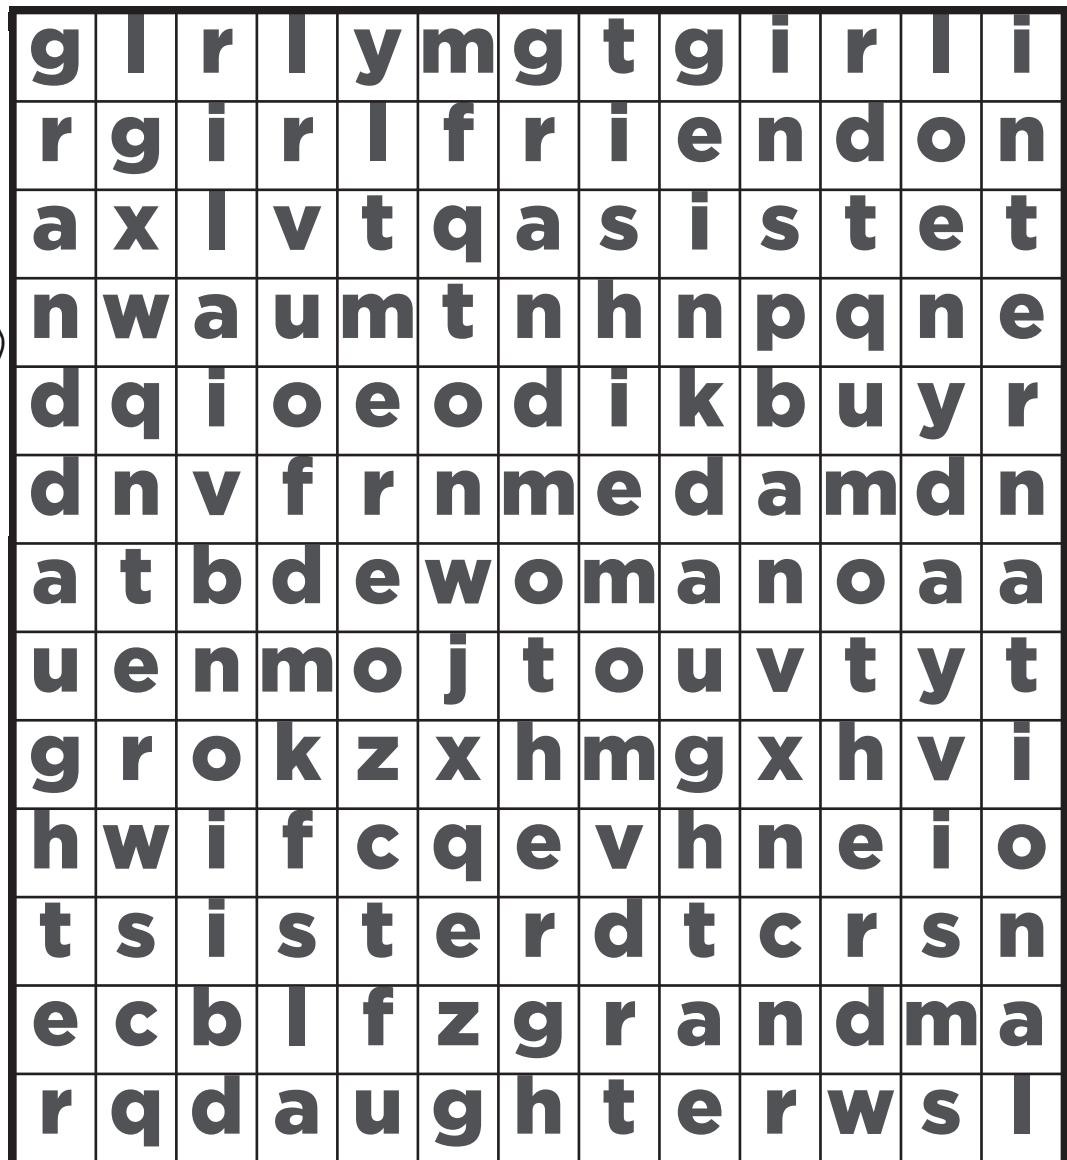 g l r l y m g t g i r l i
r g i r l f r i e n d o n
a x l v t q a s i s t e t
n w a u m t n h n p q n e
d q i o e o d i k b u y r
d n v f r n m e d a m d n
a t b d e w o m a n o a a
u e n m o j t o u v t y t
g r o k z x h m g x h v i
h w i f c q e v h n e i o
t s i s t e r d t c r s n
e c b l f z g r a n d m a
r q d a u g h t e r w s l